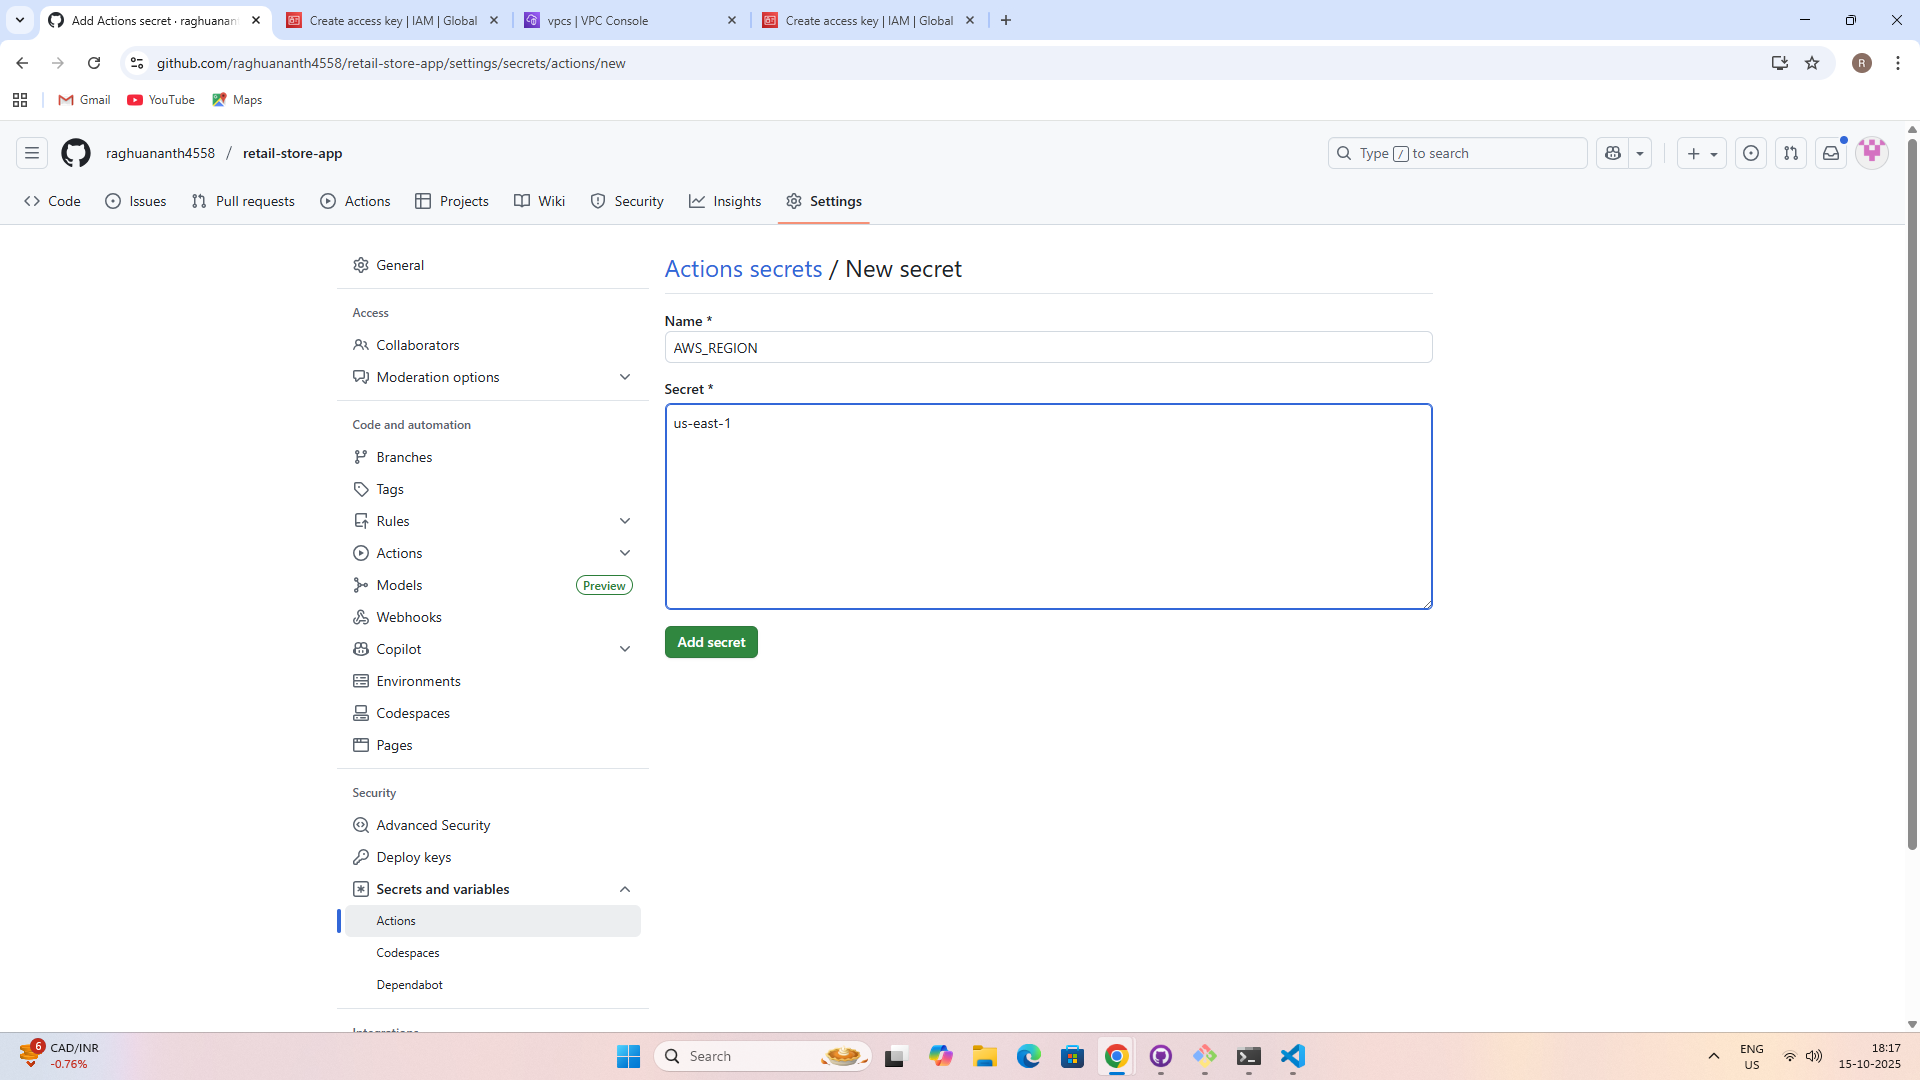 Add Actions secret · raghuanan
Create access key | IAM | Global
vpcs | VPC Console
Create access key | IAM | Global
github.com/raghuananth4558/retail-store-app/settings/secrets/actions/new
R
Gmail
YouTube
Maps
raghuananth4558 / retail-store-app
Type / to search
Code
Issues
Pull requests
Actions
Projects
Wiki
Security
Insights
Settings
General
Access
Collaborators
Moderation options
Code and automation
Branches
Tags
Rules
Actions
Models
Preview
Webhooks
Copilot
Environments
Codespaces
Pages
Security
Advanced Security
Deploy keys
Secrets and variables
Actions
Codespaces
Dependabot
Integrations
Actions secrets / New secret
Name *
AWS_REGION
Secret *
us-east-1
Add secret
6
CAD/INR
-0.76%
Search
ENG
US
18:17
15-10-2025